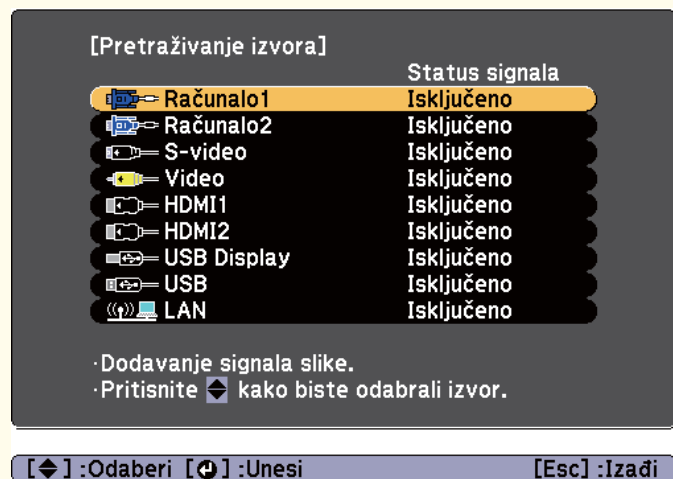 [Pretraživanje izvora]
Status signala
Računalo1 Isključeno
Računalo2 Isključeno
S-video Isključeno
Video Isključeno
HDMI1 Isključeno
HDMI2 Isključeno
USB Display Isključeno
USB Isključeno
LAN Isključeno
·Dodavanje signala slike.
·Pritisnite kako biste odabrali izvor.
[ ] :Odaberi [ ] :Unesi [Esc] :Izađi